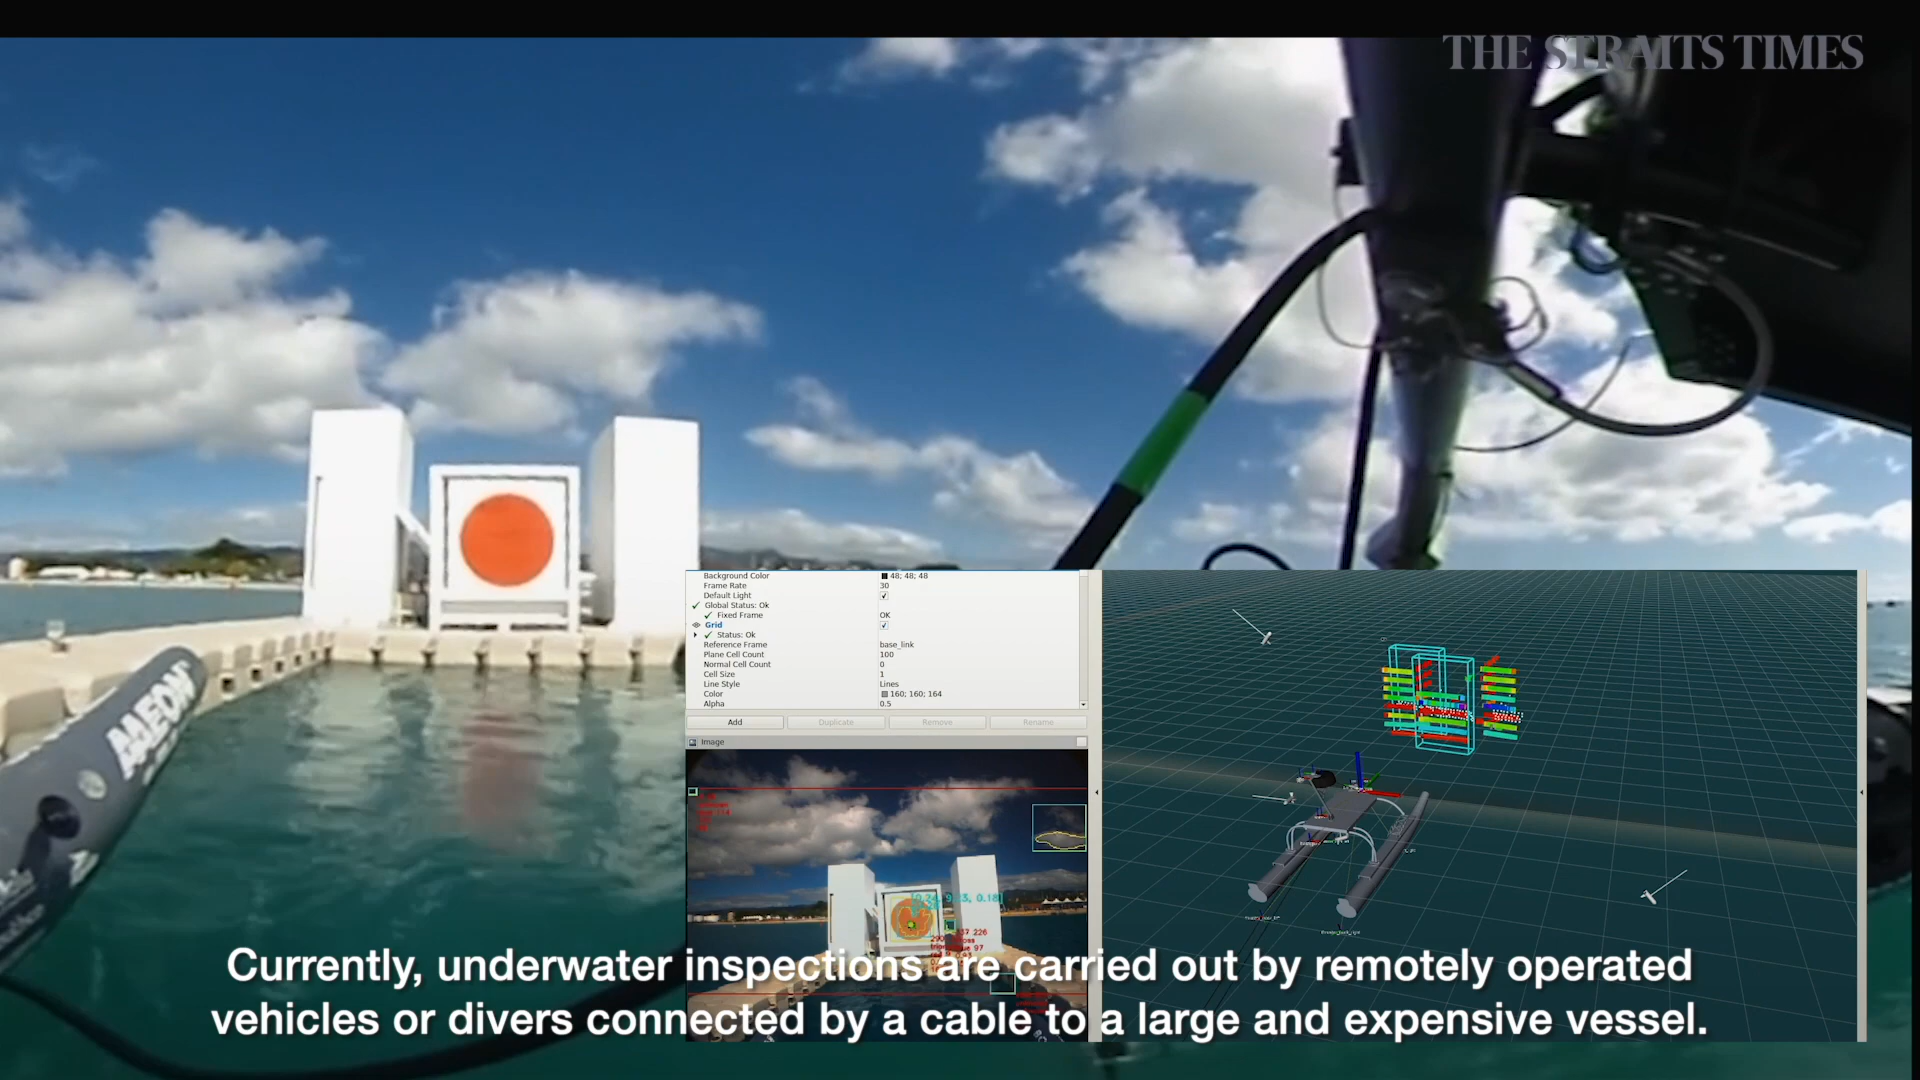 THE STRAITS TIMES
AAEON
Background Color 48; 48; 48
Frame Rate 30
Default Light
Global Status: Ok
Fixed Frame OK
Grid
Status: Ok
Reference Frame base_link
Plane Cell Count 100
Normal Cell Count 0
Cell Size 1
Line Style Lines
Color 160; 160; 164
Alpha 0.5
Add Duplicate Remove Rename
Image
Currently, underwater inspections are carried out by remotely operated
vehicles or divers connected by a cable to a large and expensive vessel.